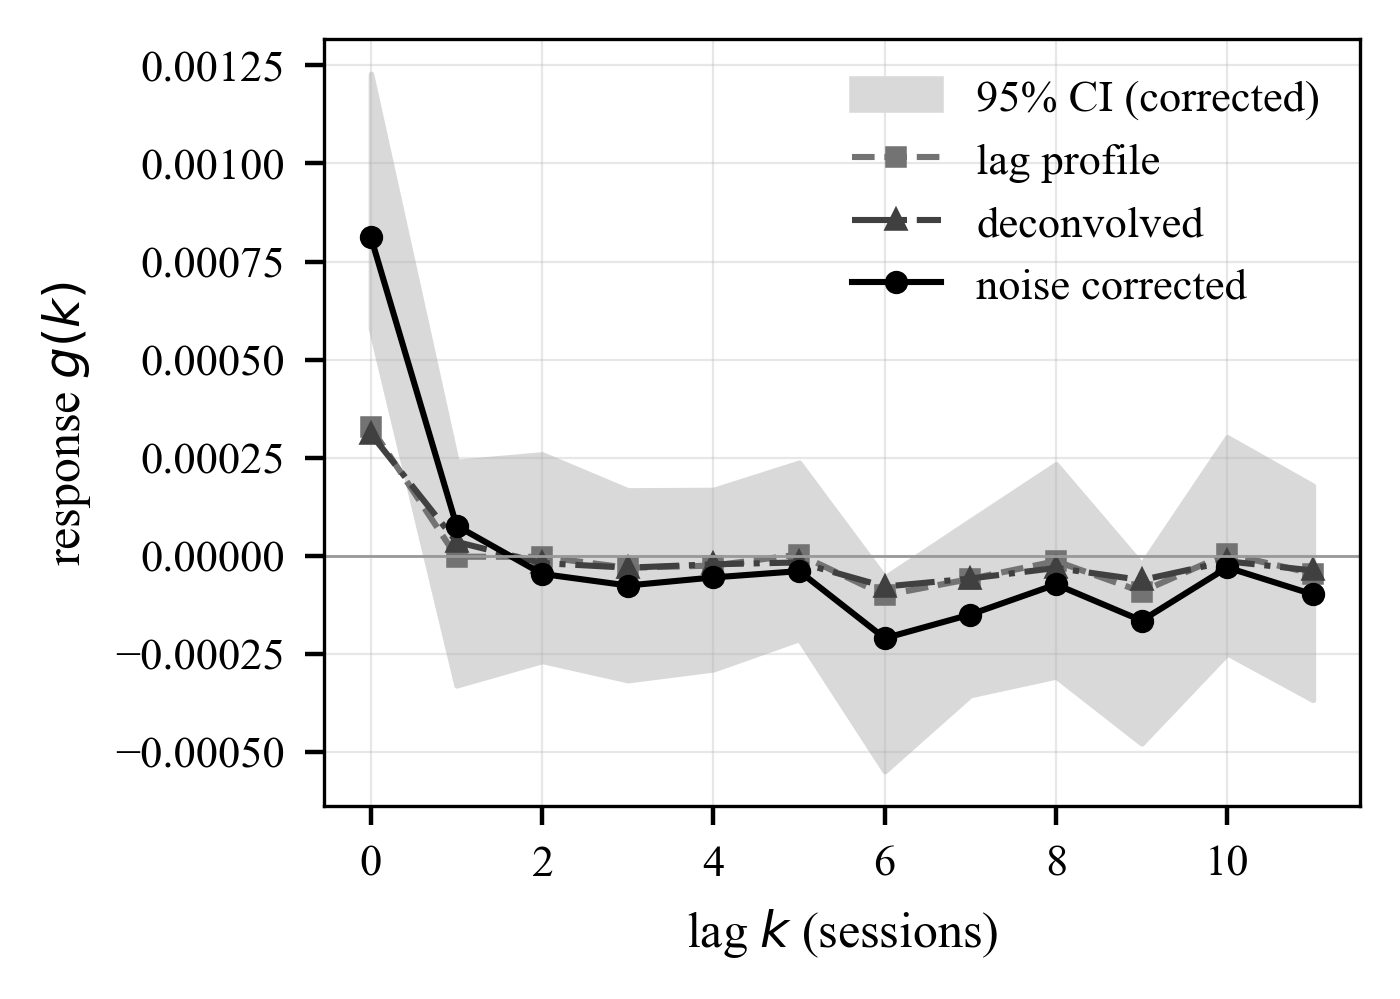 0.00125
0.00100
0.00075
0.00050
0.00025
0.00000
−0.00025
−0.00050
response g(k)
95% CI (corrected)
lag profile
deconvolved
noise corrected
0 2 4 6 8 10
lag k (sessions)